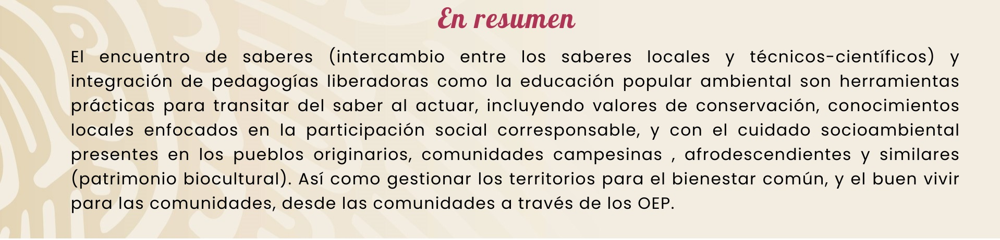 En resumen
El encuentro de saberes (intercambio entre los saberes locales y técnicos-científicos) y
integración de pedagogías liberadoras como la educación popular ambiental son herramientas
prácticas para transitar del saber al actuar, incluyendo valores de conservación, conocimientos
locales enfocados en la participación social corresponsable, y con el cuidado socioambiental
presentes en los pueblos originarios, comunidades campesinas , afrodescendientes y similares
(patrimonio biocultural). Así como gestionar los territorios para el bienestar común, y el buen vivir
para las comunidades, desde las comunidades a través de los OEP.